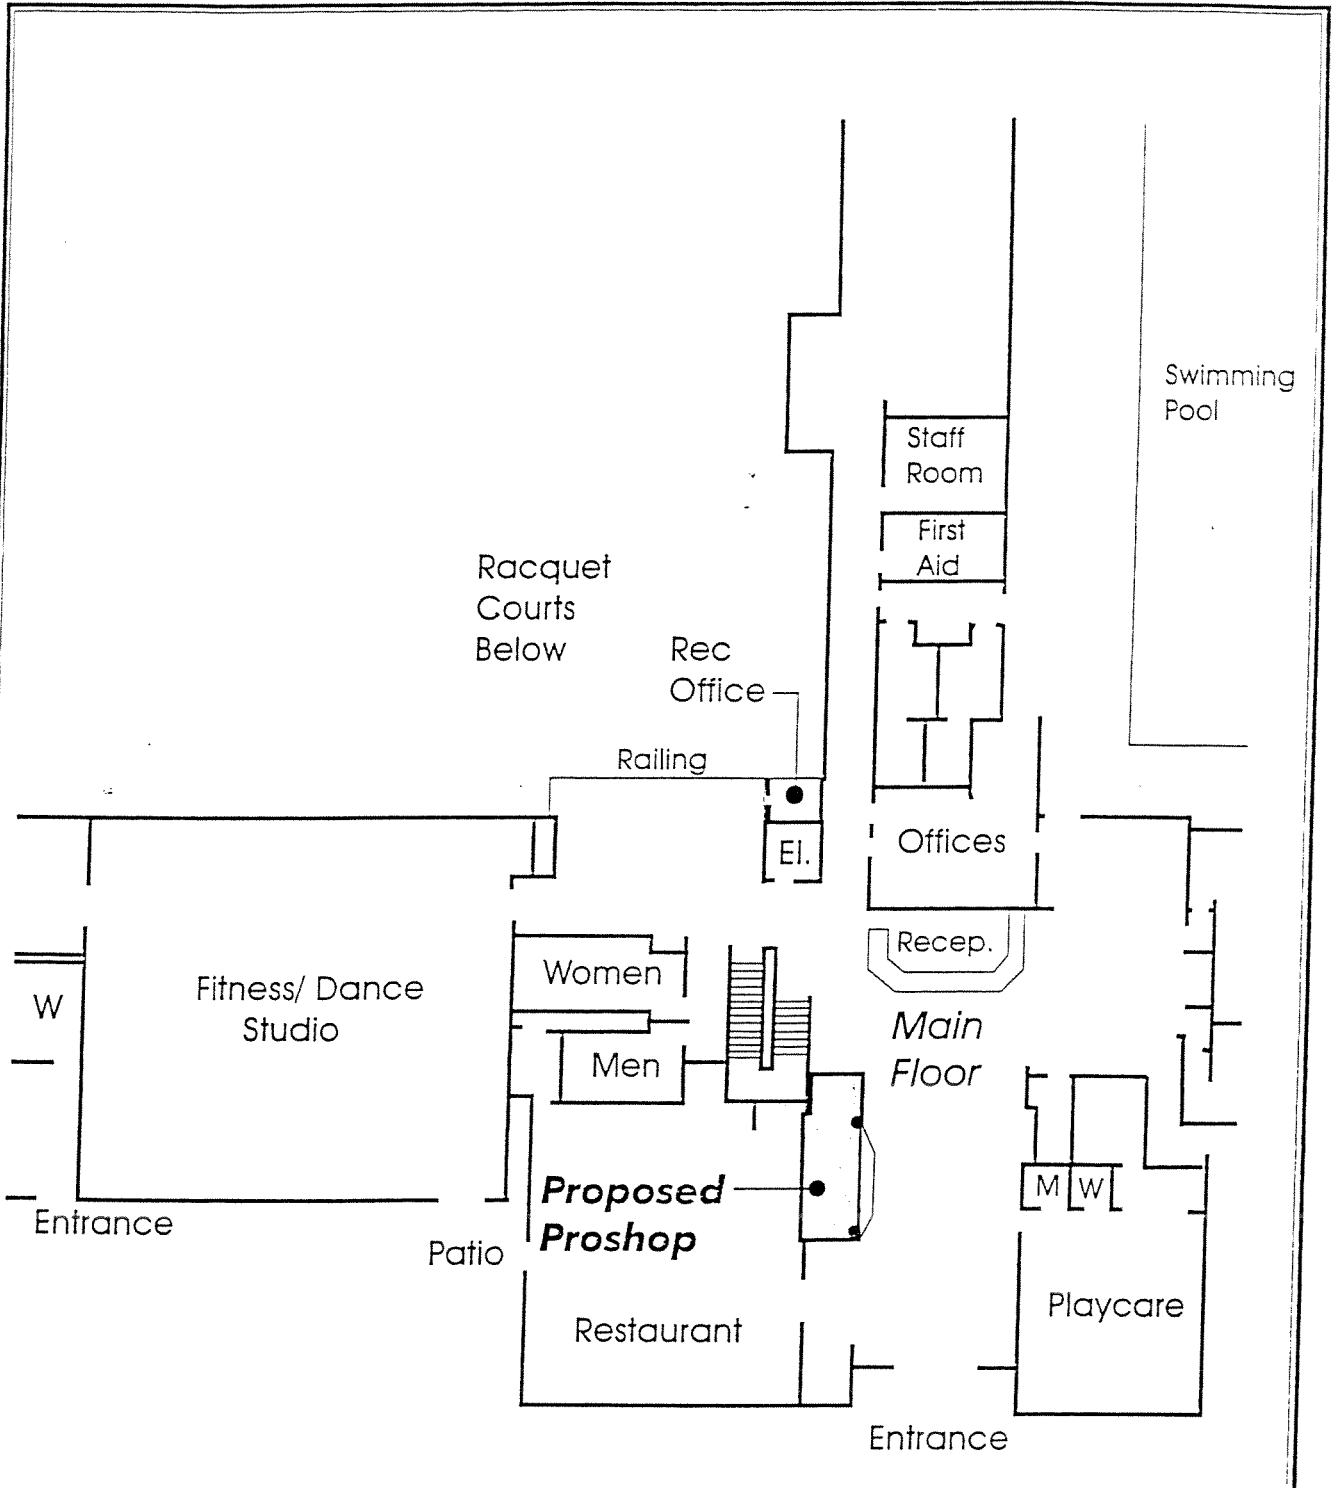 Swimming
Pool
Staff
Room
First
Aid
Racquet
Courts
Below
Rec
Office
Railing
El.
Offices
Recep.
Women
Fitness/ Dance
Studio
W
Main
Floor
Men
Proposed
Proshop
M
W
Entrance
Patio
Playcare
Restaurant
Entrance